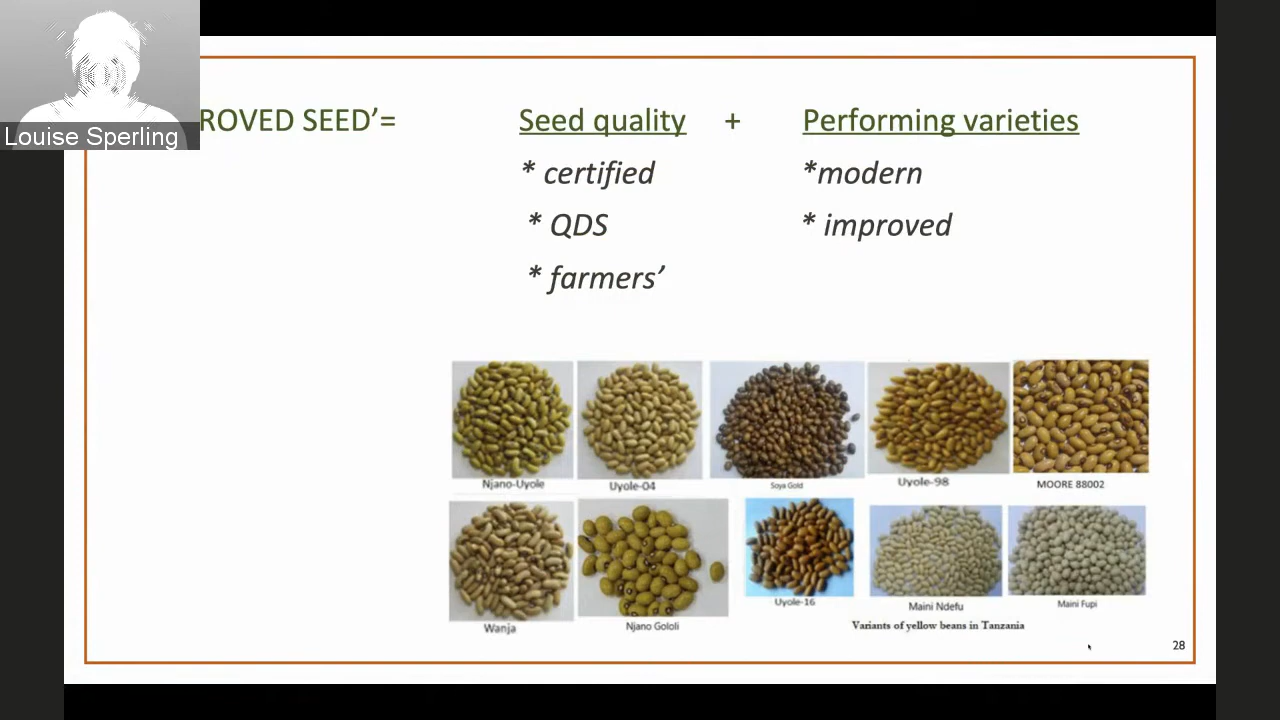 Louise Sperling
ROVED SEED’= Seed quality + Performing varieties
* certified *modern
* QDS * improved
* farmers’
Njano-Uyole Uyole-04 Soya Gold Uyole-98 MOORE 88002
Wanja Njano Gololi Uyole-16 Maini Ndefu Maini Fupi
Variants of yellow beans in Tanzania
28